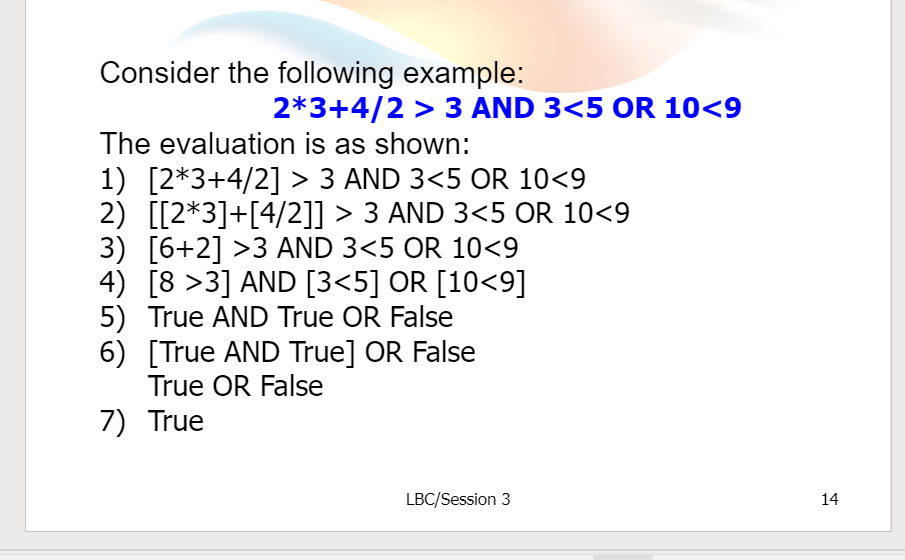 Consider the following example:
2*3+4/2 > 3 AND 3<5 OR 10<9
The evaluation is as shown:
1) [2*3+4/2] > 3 AND 3<5 OR 10<9
2) [[2*3]+[4/2]] > 3 AND 3<5 OR 10<9
3) [6+2] >3 AND 3<5 OR 10<9
4) [8 >3] AND [3<5] OR [10<9]
5) True AND True OR False
6) [True AND True] OR False
True OR False
7) True
LBC/Session 3
14